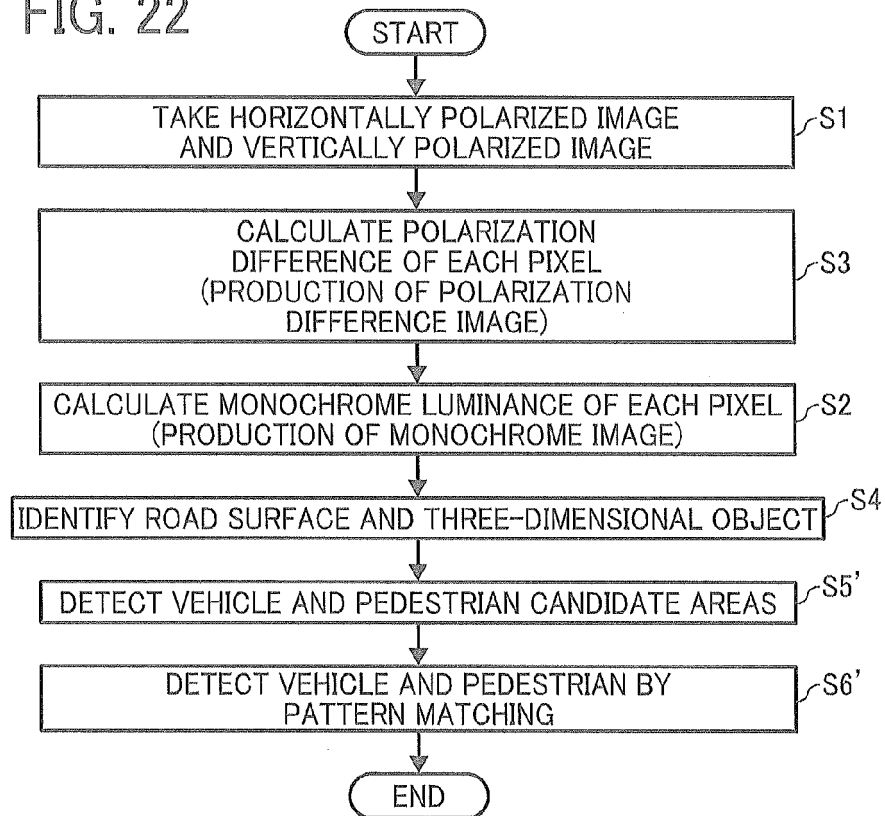 FIG. 22
START
TAKE HORIZONTALLY POLARIZED IMAGE
AND VERTICALLY POLARIZED IMAGE
S1
CALCULATE POLARIZATION
DIFFERENCE OF EACH PIXEL
(PRODUCTION OF POLARIZATION
DIFFERENCE IMAGE)
S3
CALCULATE MONOCHROME LUMINANCE OF EACH PIXEL
(PRODUCTION OF MONOCHROME IMAGE)
S2
IDENTIFY ROAD SURFACE AND THREE-DIMENSIONAL OBJECT
S4
DETECT VEHICLE AND PEDESTRIAN CANDIDATE AREAS
S5'
DETECT VEHICLE AND PEDESTRIAN BY
PATTERN MATCHING
S6'
END